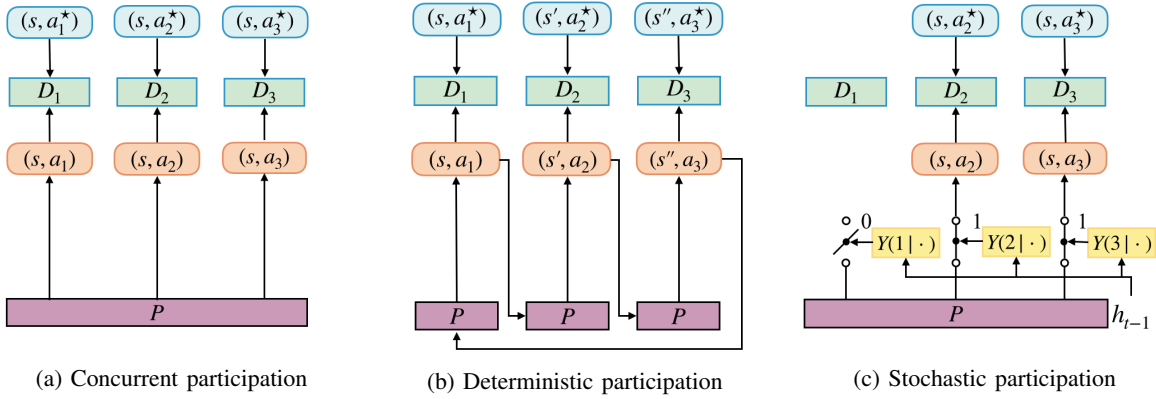 (s, a₁*) (s, a₂*) (s, a₃*)
D₁ D₂ D₃
(s, a₁) (s, a₂) (s, a₃)
P
(a) Concurrent participation
(s, a₁*) (s′, a₂*) (s″, a₃*)
D₁ D₂ D₃
(s, a₁) (s′, a₂) (s″, a₃)
P P P
(b) Deterministic participation
(s, a₂*) (s, a₃*)
D₁ D₂ D₃
(s, a₂) (s, a₃)
0 1 1
Y(1 | ·) Y(2 | ·) Y(3 | ·)
P hₜ₋₁
(c) Stochastic participation